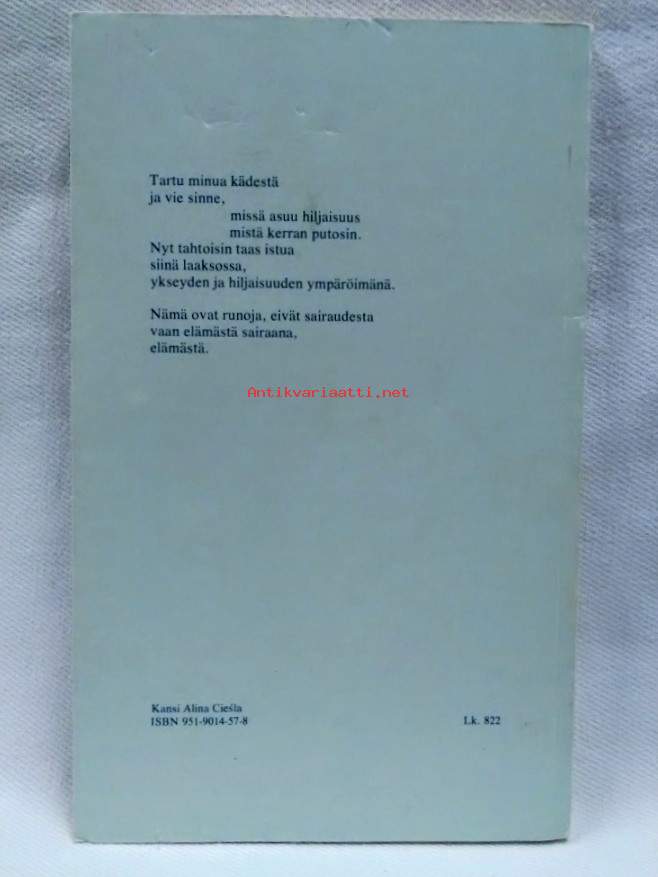 Tartu minua kädestä
ja vie sinne,
missä asuu hiljaisuus
mistä kerran putosin.
Nyt tahtoisin taas istua
siinä laaksossa,
ykseyden ja hiljaisuuden ympäröimänä.
Nämä ovat runoja, eivät sairaudesta
vaan elämästä sairaana,
elämästä.
Antikvariaatti.net
Kansi Alina Cieśla
ISBN 951-9014-57-8
Lk. 822